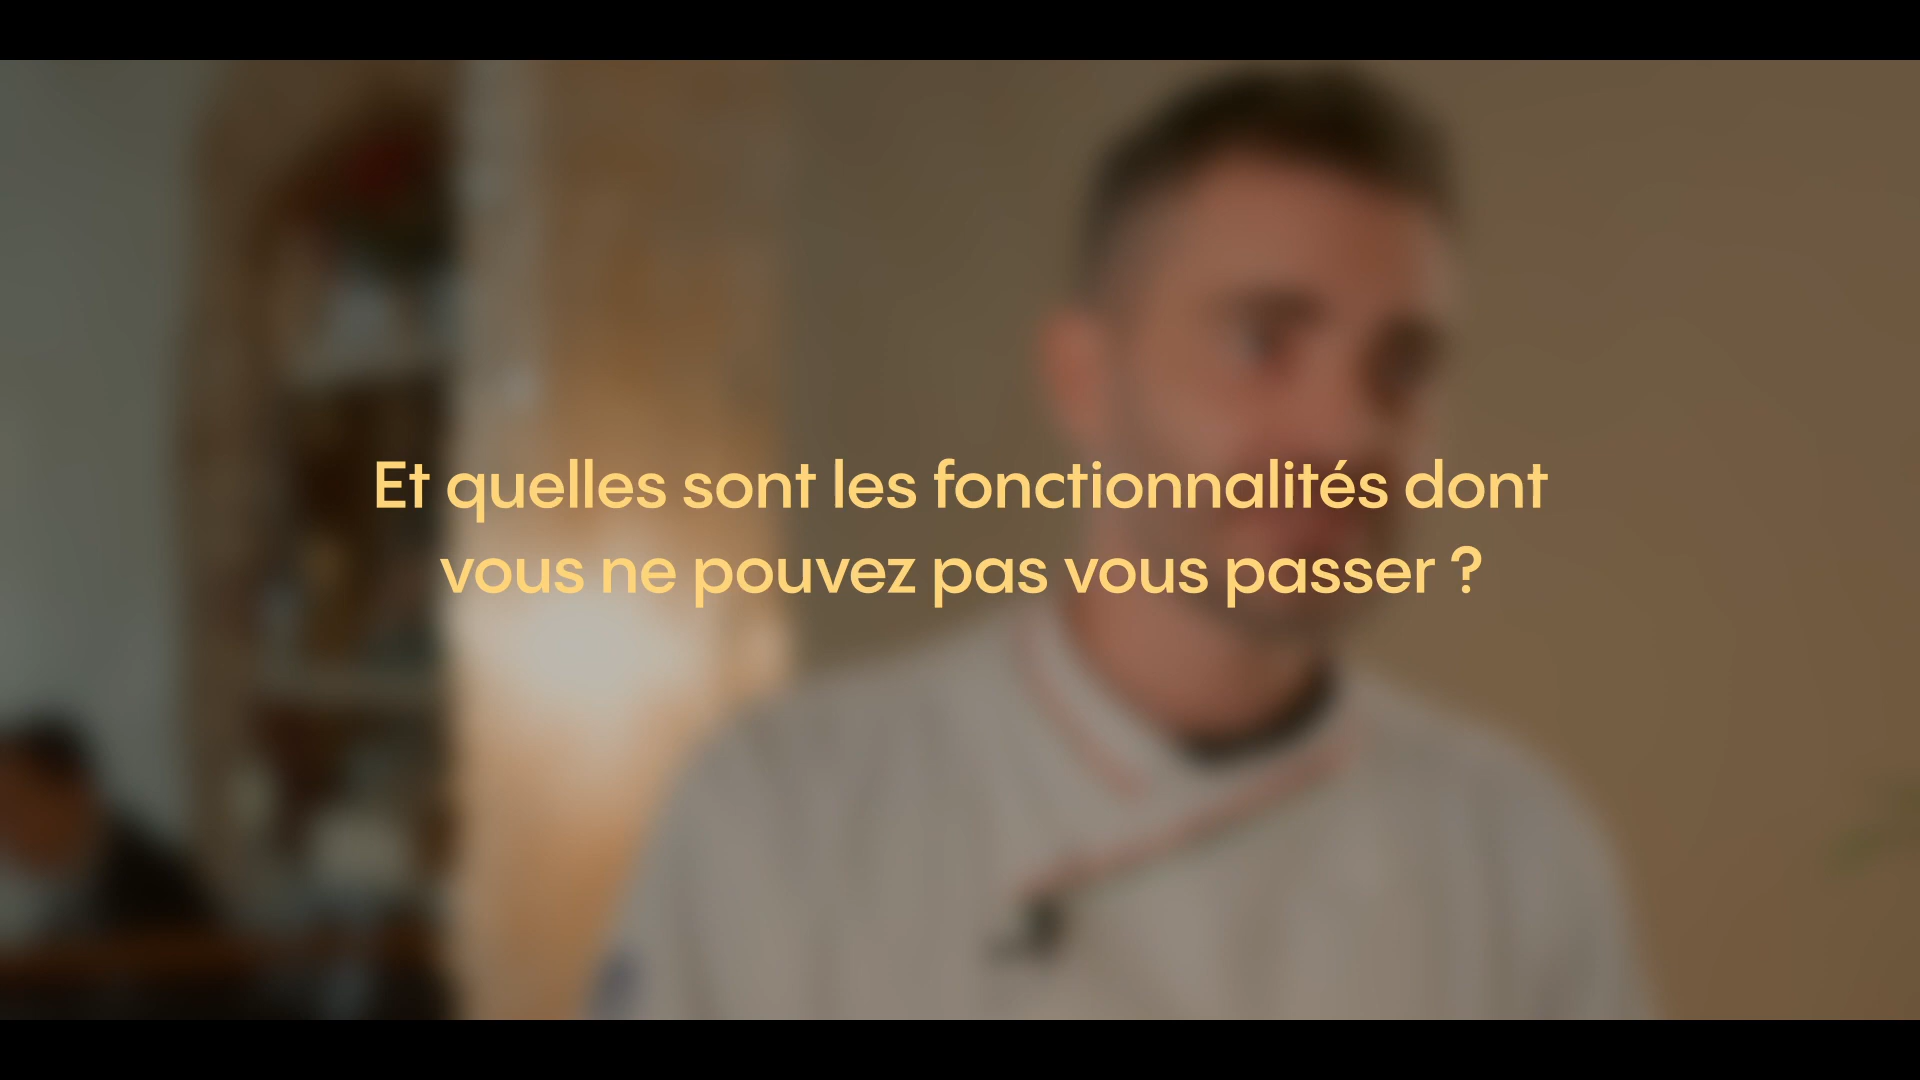 Et quelles sont les fonctionnalités dont
vous ne pouvez pas vous passer ?